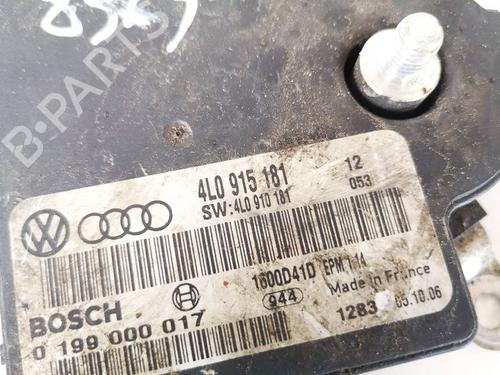 B-PARTS
4L0 915 181 12
SW:4L0 910 181 053
1600D41D EPM 1.14
944 Made in France
BOSCH 1283 05.10.06
0 199 000 017